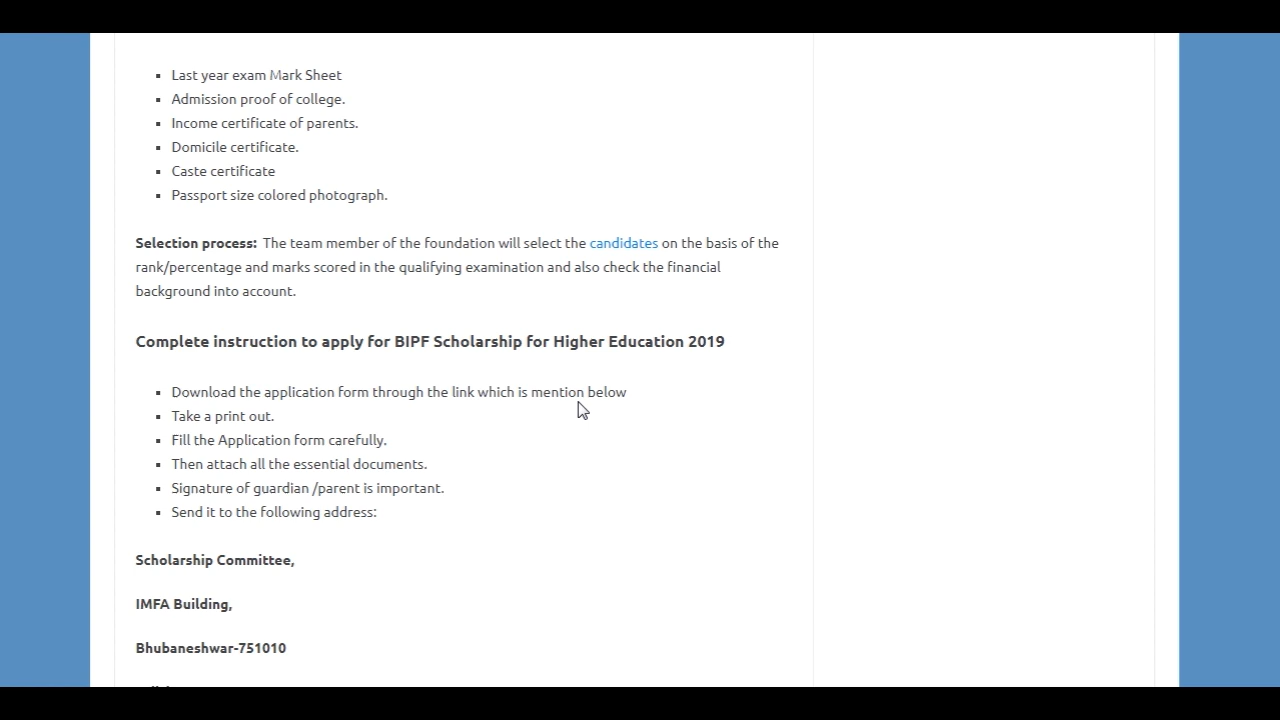 Last year exam Mark Sheet
Admission proof of college.
Income certificate of parents.
Domicile certificate.
Caste certificate
Passport size colored photograph.
Selection process: The team member of the foundation will select the candidates on the basis of the
rank/percentage and marks scored in the qualifying examination and also check the financial
background into account.
Complete instruction to apply for BIPF Scholarship for Higher Education 2019
Download the application form through the link which is mention below
Take a print out.
Fill the Application form carefully.
Then attach all the essential documents.
Signature of guardian /parent is important.
Send it to the following address:
Scholarship Committee,
IMFA Building,
Bhubaneshwar-751010